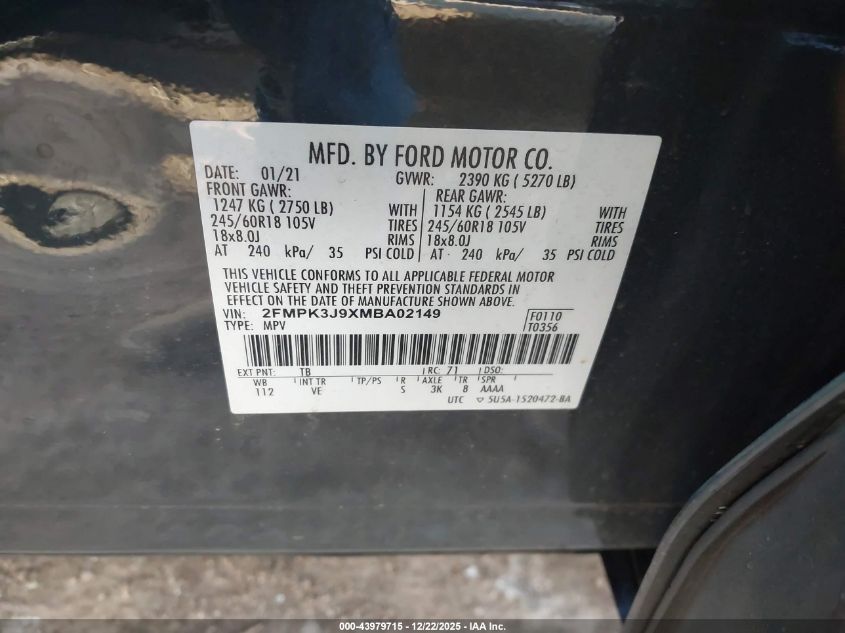 MFD. BY FORD MOTOR CO.
DATE: 01/21 GVWR: 2390 KG ( 5270 LB)
FRONT GAWR: REAR GAWR:
1247 KG ( 2750 LB) WITH 1154 KG ( 2545 LB) WITH
245/60R18 105V TIRES 245/60R18 105V TIRES
18x8.0J RIMS 18x8.0J RIMS
AT 240 kPa/ 35 PSI COLD AT 240 kPa/ 35 PSI COLD
THIS VEHICLE CONFORMS TO ALL APPLICABLE FEDERAL MOTOR
VEHICLE SAFETY AND THEFT PREVENTION STANDARDS IN
EFFECT ON THE DATE OF MANUFACTURE SHOWN ABOVE.
VIN: 2FMPK3J9XMBA02149 F0110
TYPE: MPV T0356
EXT PNT: TB RC: 71 DSO:
WB INT TR TP/PS R AXLE TR SPR
112 VE S 3K 8 AAAA
UTC ▽ 5U5A-1520472-BA
000-43979715 - 12/22/2025 - IAA Inc.